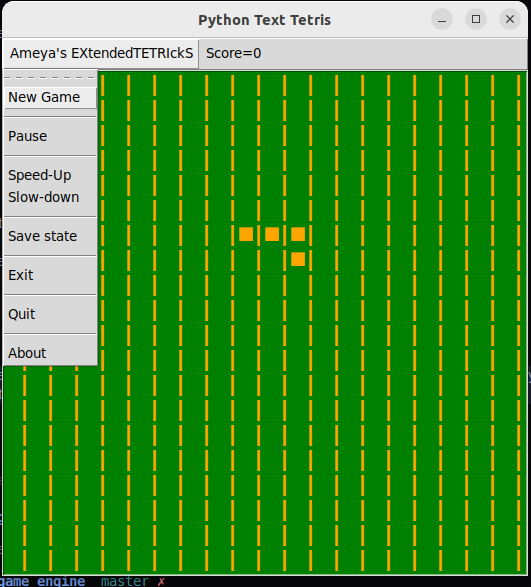 Python Text Tetris
Ameya's EXtendedTETRIckS Score=0
New Game
Pause
Speed-Up
Slow-down
Save state
Exit
Quit
About
game engine master ✗